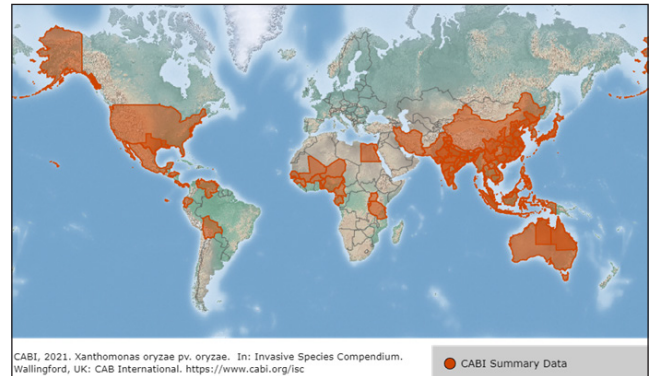 CABI, 2021. Xanthomonas oryzae pv. oryzae. In: Invasive Species Compendium.
Wallingford, UK: CAB International. https://www.cabi.org/isc
CABI Summary Data